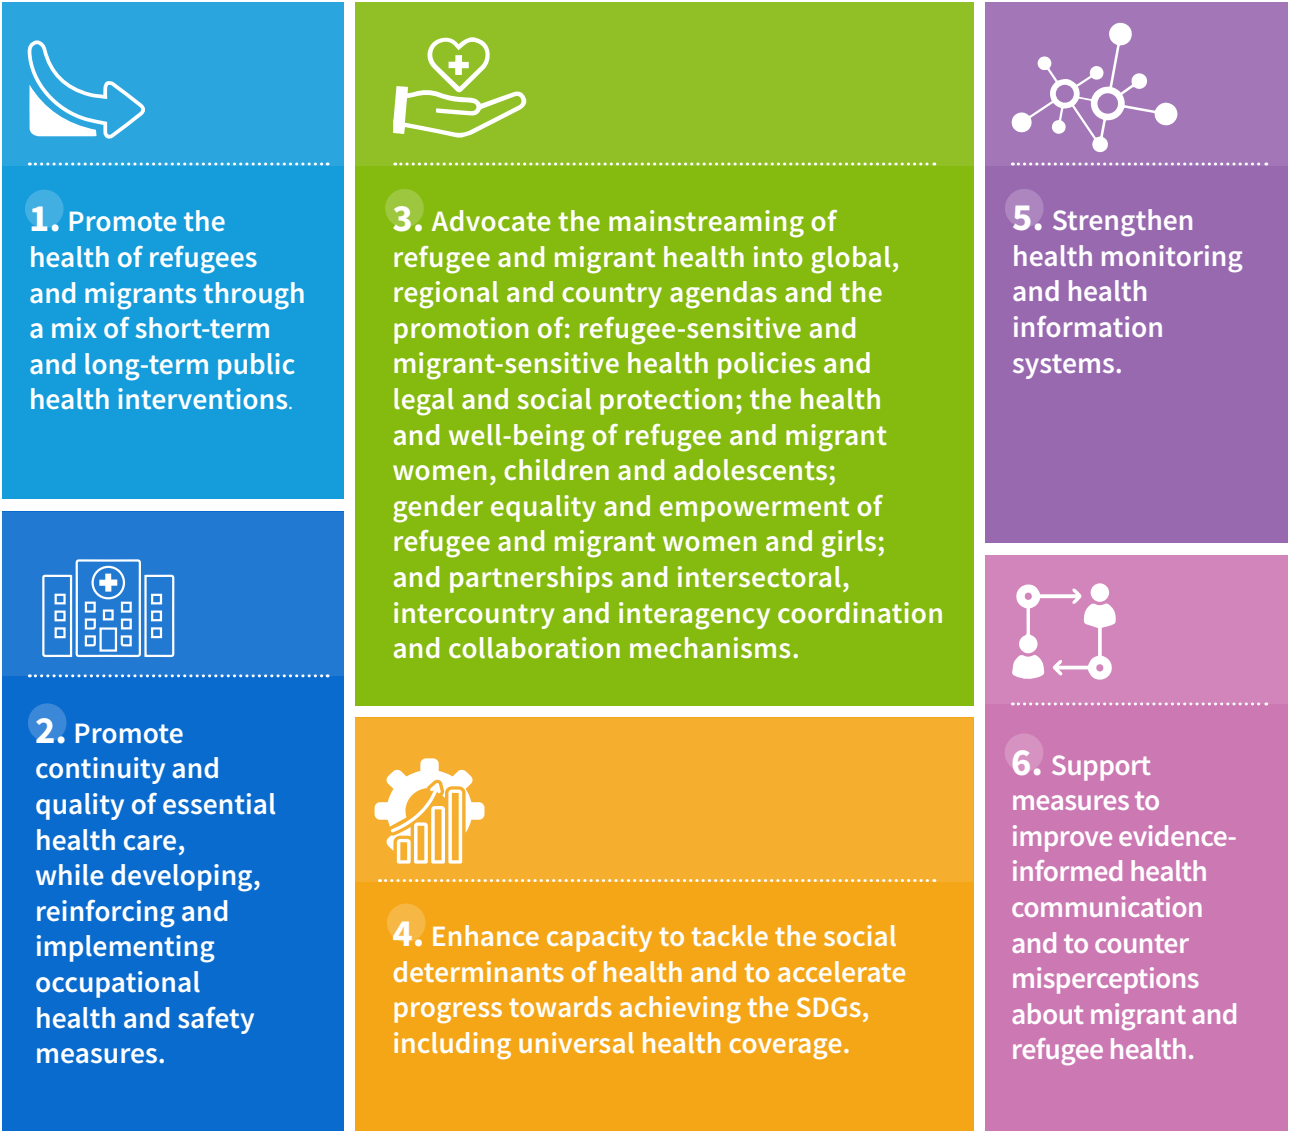 1. Promote the
health of refugees
and migrants through
a mix of short-term
and long-term public
health interventions.
2. Promote
continuity and
quality of essential
health care,
while developing,
reinforcing and
implementing
occupational
health and safety
measures.
3. Advocate the mainstreaming of
refugee and migrant health into global,
regional and country agendas and the
promotion of: refugee-sensitive and
migrant-sensitive health policies and
legal and social protection; the health
and well-being of refugee and migrant
women, children and adolescents;
gender equality and empowerment of
refugee and migrant women and girls;
and partnerships and intersectoral,
intercountry and interagency coordination
and collaboration mechanisms.
4. Enhance capacity to tackle the social
determinants of health and to accelerate
progress towards achieving the SDGs,
including universal health coverage.
5. Strengthen
health monitoring
and health
information
systems.
6. Support
measures to
improve evidence-
informed health
communication
and to counter
misperceptions
about migrant and
refugee health.